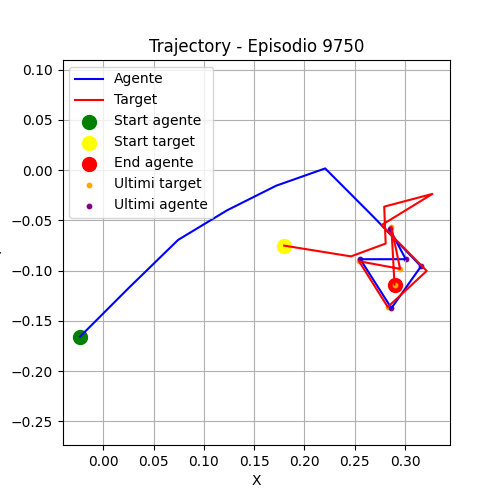 Trajectory - Episodio 9750
0.10
0.05
0.00
−0.05
−0.10
−0.15
−0.20
−0.25
Agente
Target
Start agente
Start target
End agente
Ultimi target
Ultimi agente
0.00 0.05 0.10 0.15 0.20 0.25 0.30
X